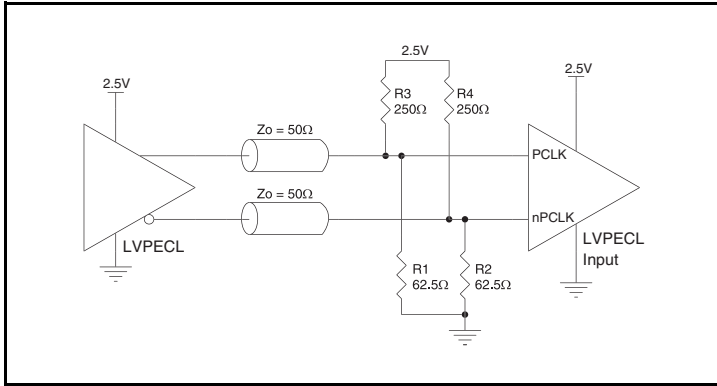 2.5V
2.5V
2.5V
R3
250Ω
R4
250Ω
Zo = 50Ω
PCLK
Zo = 50Ω
nPCLK
LVPECL
LVPECL
Input
R1
62.5Ω
R2
62.5Ω